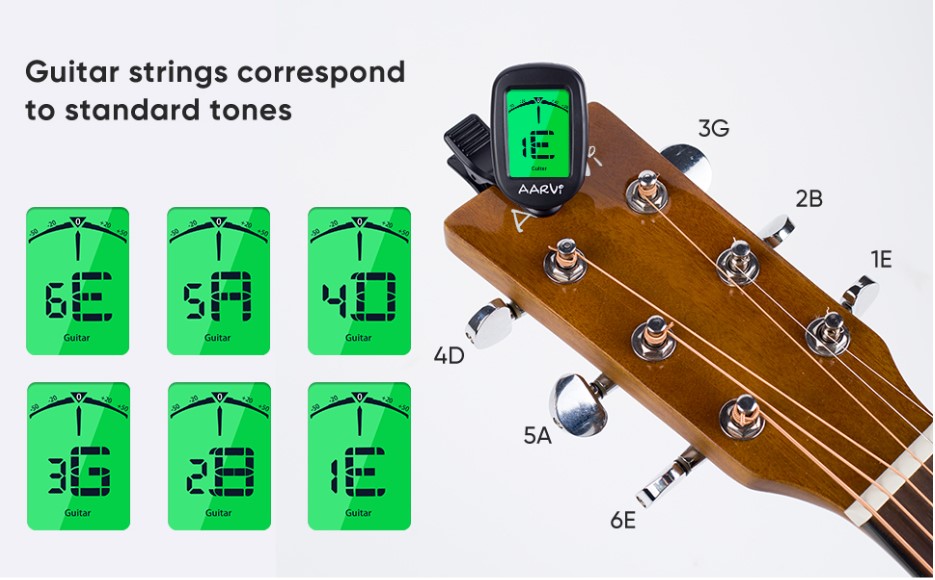 Guitar strings correspond
to standard tones
-50 -20 0 +20 +50
6E
Guitar
-50 -20 0 +20 +50
5A
Guitar
-50 -20 0 +20 +50
4D
Guitar
-50 -20 0 +20 +50
3G
Guitar
-50 -20 0 +20 +50
2B
Guitar
-50 -20 0 +20 +50
1E
Guitar
1E
Guitar
AARVi
3G
2B
1E
4D
5A
6E